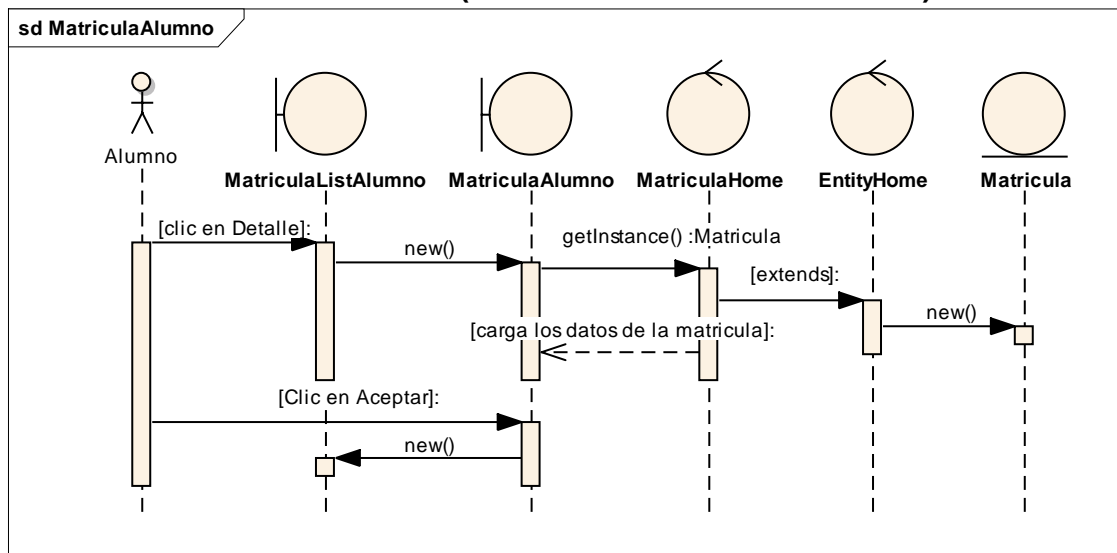 sd MatriculaAlumno
Alumno
MatriculaListAlumno
MatriculaAlumno
MatriculaHome
EntityHome
Matricula
[clic en Detalle]:
new()
getInstance() :Matricula
[extends]:
new()
[carga los datos de la matricula]:
[Clic en Aceptar]:
new()